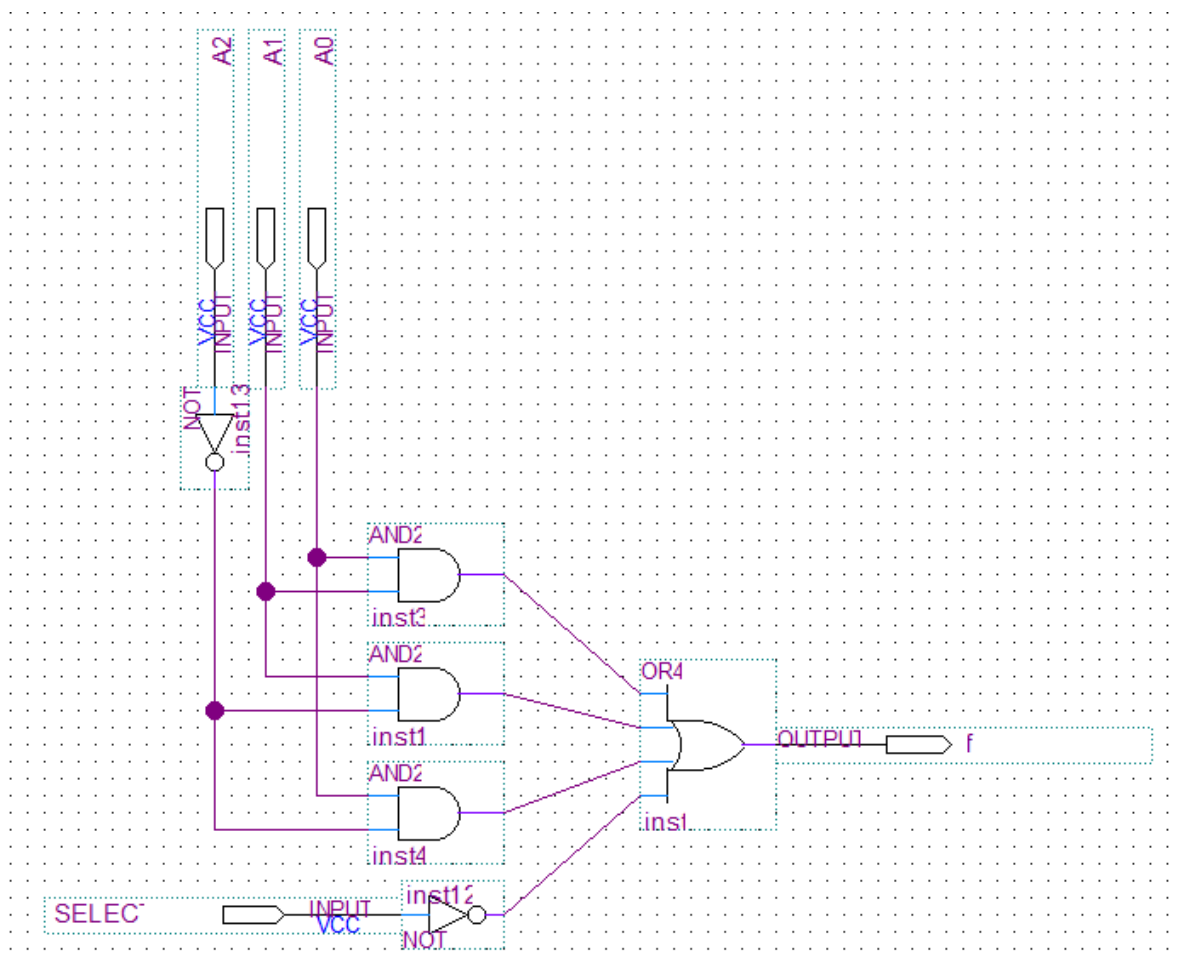 A2
A1
A0
VCC
INPUT
VCC
INPUT
VCC
INPUT
NOT
inst13
AND2
inst3
AND2
inst1
AND2
inst4
OR4
inst
OUTPUT
f
SELECT
INPUT
VCC
inst12
NOT